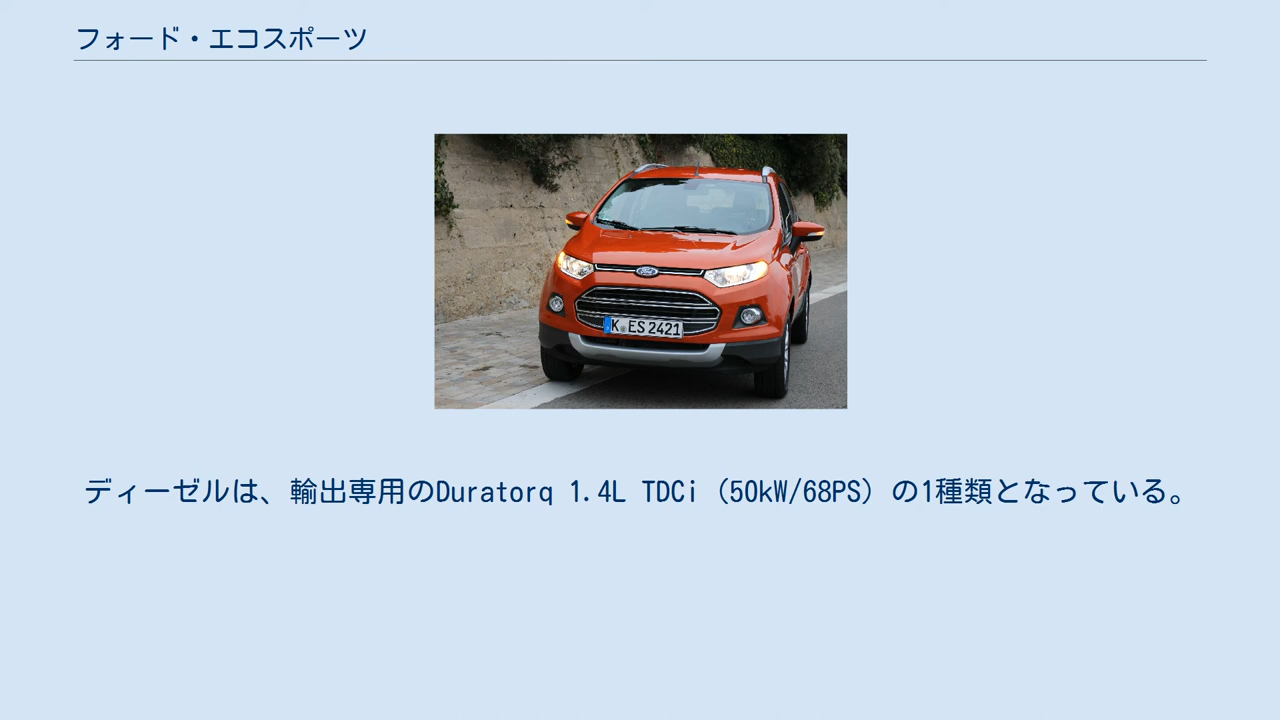 フォード・エコスポーツ
Ford
K ES 2421
ディーゼルは、輸出専用のDuratorq 1.4L TDCi（50kW/68PS）の1種類となっている。